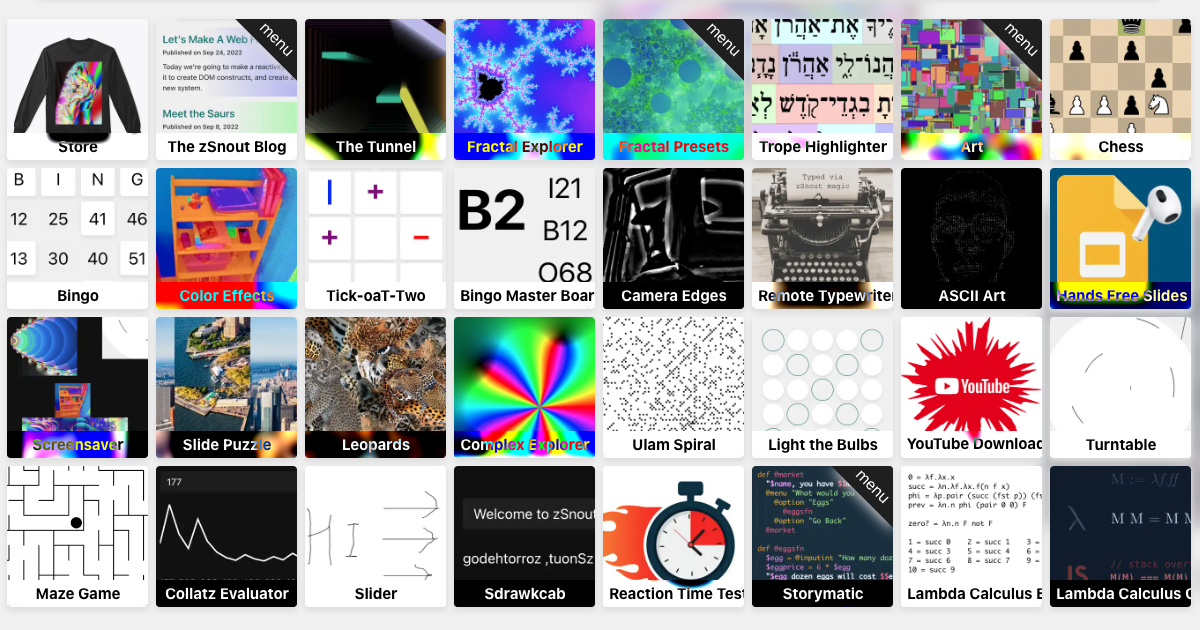 Store
Let's Make A Web
Published on Sep 24, 2022
Today we're going to make a reactiv
it to create DOM constructs, and create a
new system.
Meet the Saurs
Published on Sep 6, 2022
menu
The zSnout Blog
The Tunnel
Fractal Explorer
menu
Fractal Presets
אֶת־אַהֲרֹן
אַהֲרֹן
בִּגְדֵי־קֹדֶשׁ
Trope Highlighter
menu
Art
Chess
B I N G
12 25 41 46
13 30 40 51
Bingo
Color Effects
+
+ −
Tick-oaT-Two
B2
I21
B12
O68
Bingo Master Boar
Camera Edges
Typed via
zSnout magic
Remote Typewriter
ASCII Art
Hands Free Slides
Screensaver
Slide Puzzle
Leopards
Complex Explorer
Ulam Spiral
Light the Bulbs
YouTube
YouTube Download
Turntable
Maze Game
177
Collatz Evaluator
H I
Slider
Welcome to zSnout
godehtorroz ,tuonSz
Sdrawkcab
Reaction Time Test
def @market
"$name, you have $$m
@menu "What would you
@option "Eggs"
@eggsfn
@option "Go Back"
@market
def @eggsfn
$egg = @inputint "How many doz
$eggprice = 6 * $egg
"$egg dozen eggs will cost $$e
menu
Storymatic
0 = λf.λx.x
succ = λn.λf.λx.f(n f x)
phi = λp.pair (succ (fst p)) (fs
prev = λn.n phi (pair 0 0) F
zero? = λn.n F not F
1 = succ 0 2 = succ 1 3 =
4 = succ 3 5 = succ 4 6 =
7 = succ 6 8 = succ 7 9 =
10 = succ 9
Lambda Calculus E
M := λf.ff
λ M M = M M
// stack over
JS M(M) === M(M)
Lambda Calculus C